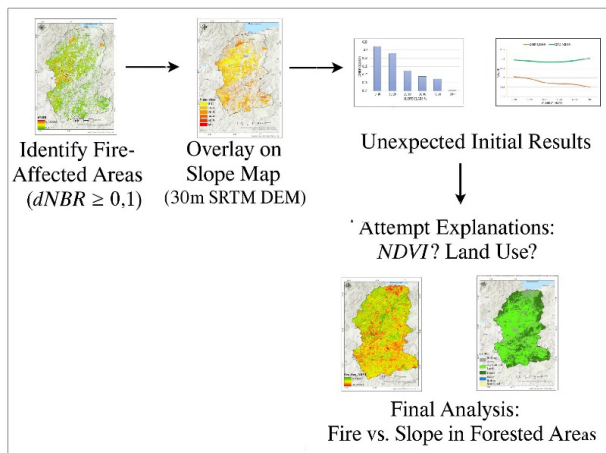 Identify Fire-
Affected Areas
(dNBR ≥ 0,1)
Overlay on
Slope Map
(30m SRTM DEM)
Unexpected Initial Results
Attempt Explanations:
NDVI? Land Use?
Final Analysis:
Fire vs. Slope in Forested Areas